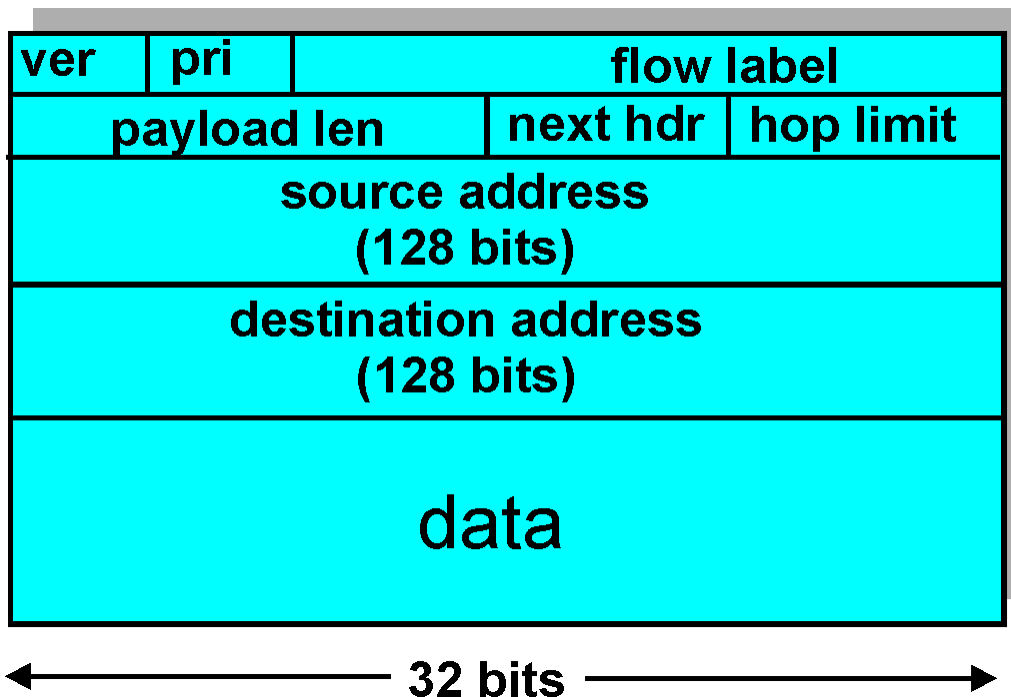 ver pri flow label
payload len next hdr hop limit
source address
(128 bits)
destination address
(128 bits)
data
32 bits